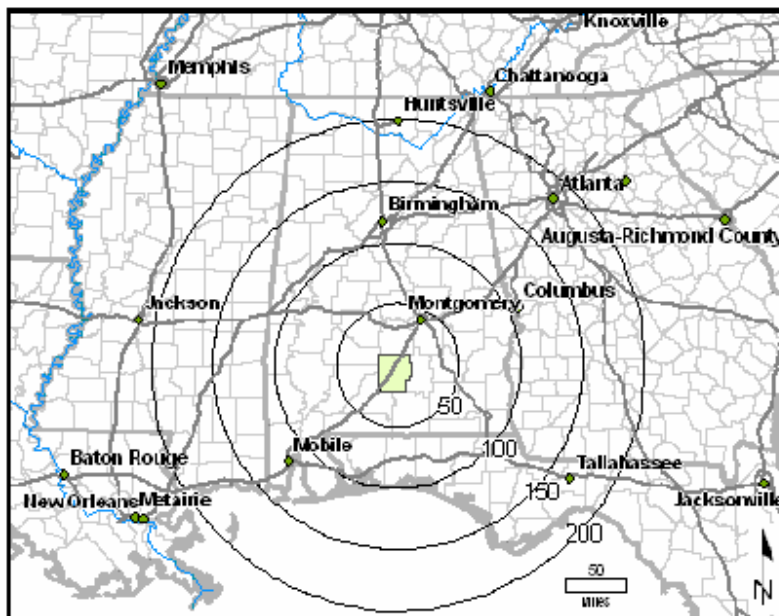 Knoxville
Memphis
Chattanooga
Huntsville
Atlanta
Birmingham
Augusta-Richmond County
Jackson
Montgomery
Columbus
50
Mobile
100
Baton Rouge
Tallahassee
150
New Orleans
Metairie
Jacksonville
200
50
MILES
N